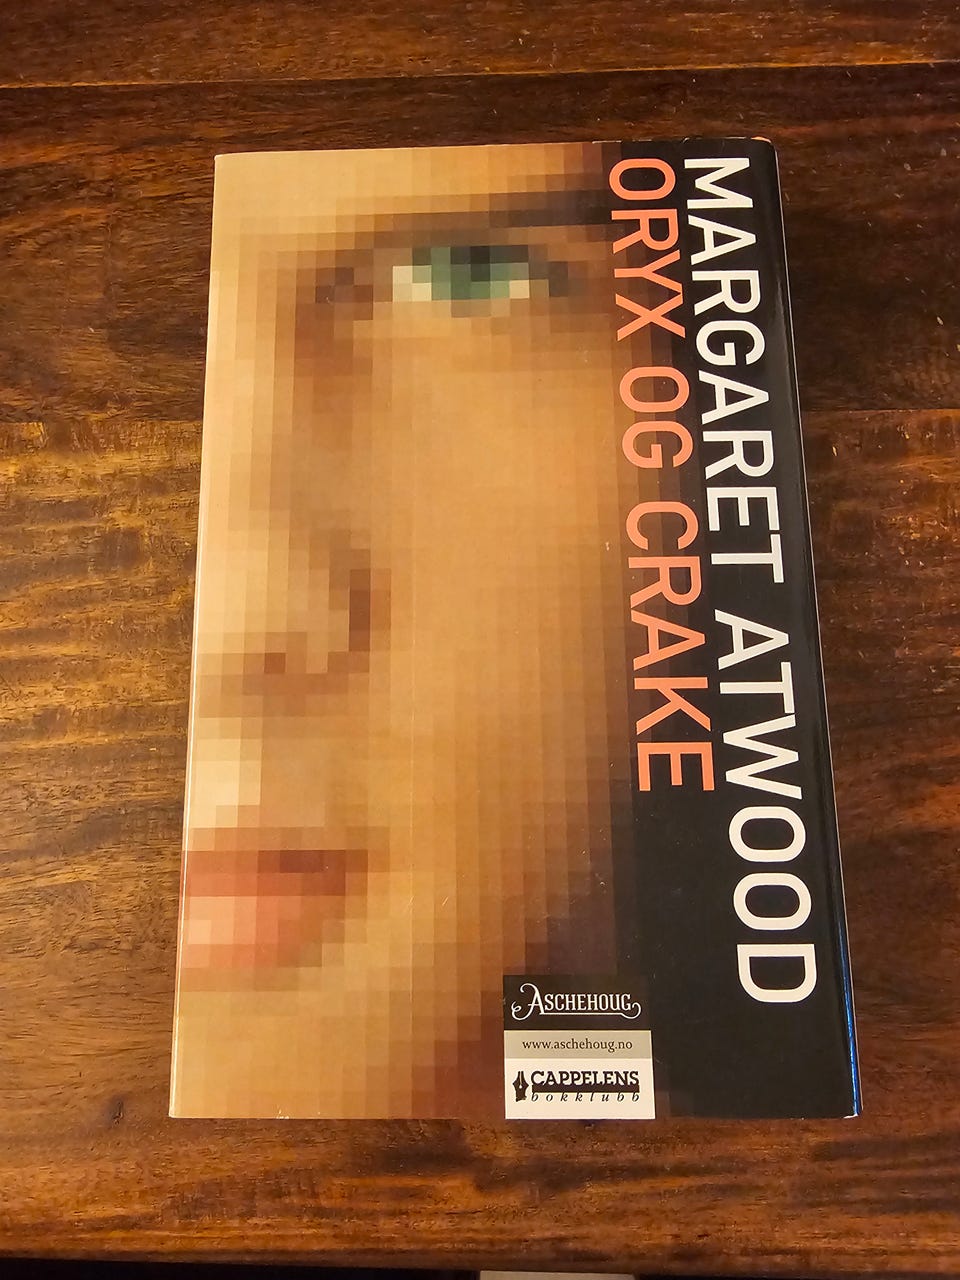 MARGARET ATWOOD
ORYX OG CRAKE
ASCHEHOUG
www.aschehoug.no
CAPPELENS
bokklubb